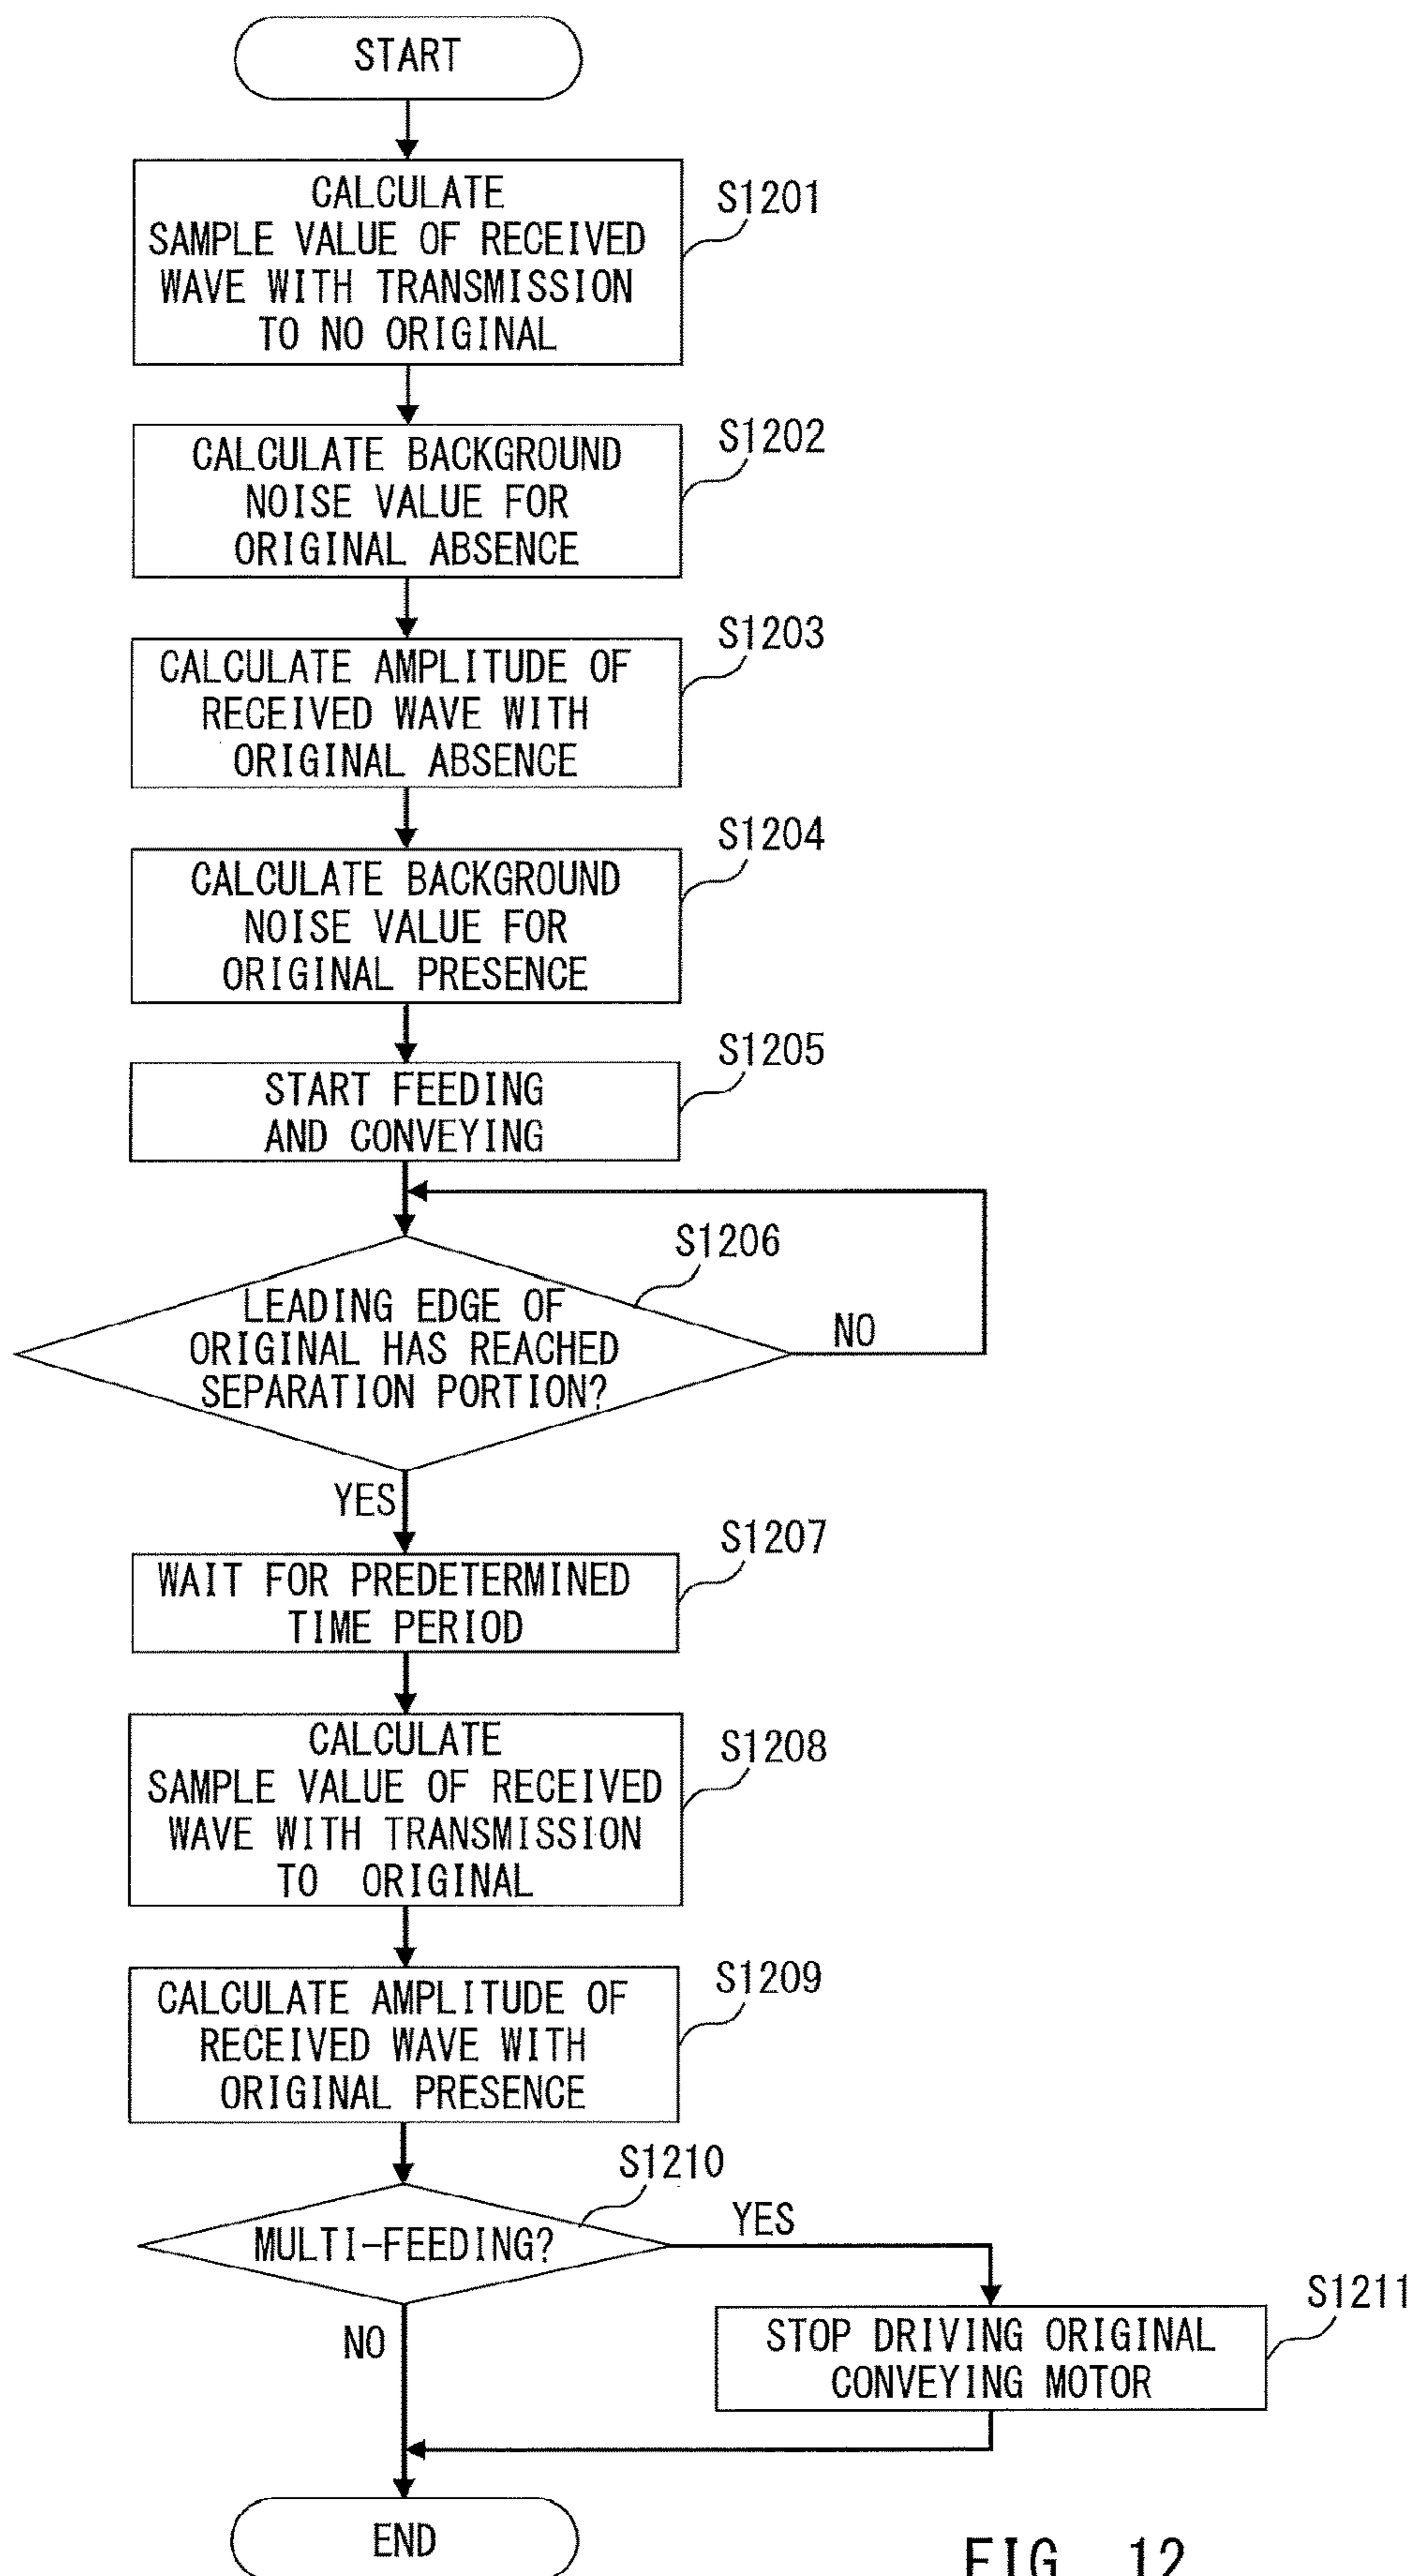 START
CALCULATE
SAMPLE VALUE OF RECEIVED
WAVE WITH TRANSMISSION
TO NO ORIGINAL
S1201
CALCULATE BACKGROUND
NOISE VALUE FOR
ORIGINAL ABSENCE
S1202
CALCULATE AMPLITUDE OF
RECEIVED WAVE WITH
ORIGINAL ABSENCE
S1203
CALCULATE BACKGROUND
NOISE VALUE FOR
ORIGINAL PRESENCE
S1204
START FEEDING
AND CONVEYING
S1205
LEADING EDGE OF
ORIGINAL HAS REACHED
SEPARATION PORTION?
S1206
NO
YES
WAIT FOR PREDETERMINED
TIME PERIOD
S1207
CALCULATE
SAMPLE VALUE OF RECEIVED
WAVE WITH TRANSMISSION
TO ORIGINAL
S1208
CALCULATE AMPLITUDE OF
RECEIVED WAVE WITH
ORIGINAL PRESENCE
S1209
MULTI-FEEDING?
S1210
YES
NO
STOP DRIVING ORIGINAL
CONVEYING MOTOR
S1211
END
FIG. 12